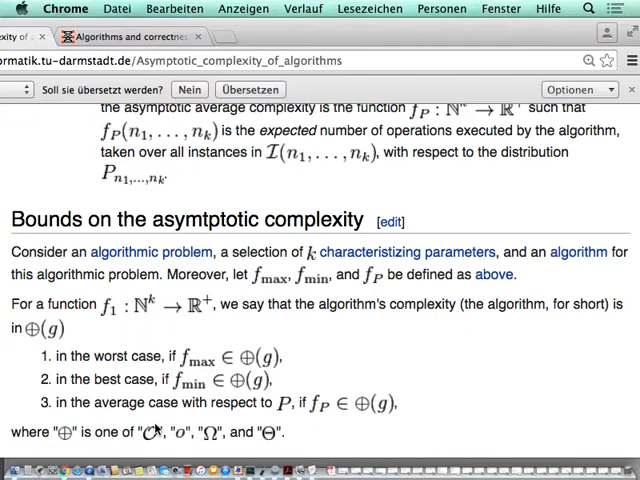 Chrome Datei Bearbeiten Anzeigen Verlauf Lesezeichen Personen Fenster Hilfe
exity of a × Algorithms and correctnes ×
ormatik.tu-darmstadt.de/Asymptotic_complexity_of_algorithms
Soll sie übersetzt werden? Nein Übersetzen Optionen
the asymptotic average complexity is the function f_P : ℕ^k → ℝ^+ such that
f_P(n_1, . . . , n_k) is the expected number of operations executed by the algorithm,
taken over all instances in I(n_1, . . . , n_k), with respect to the distribution
P_{n_1,...,n_k}.
Bounds on the asymtptotic complexity [edit]
Consider an algorithmic problem, a selection of k characteristizing parameters, and an algorithm for
this algorithmic problem. Moreover, let f_max, f_min, and f_P be defined as above.
For a function f_1 : ℕ^k → ℝ^+, we say that the algorithm's complexity (the algorithm, for short) is
in ⊕(g)
1. in the worst case, if f_max ∈ ⊕(g),
2. in the best case, if f_min ∈ ⊕(g),
3. in the average case with respect to P, if f_P ∈ ⊕(g),
where "⊕" is one of "O", "o", "Ω", and "Θ".